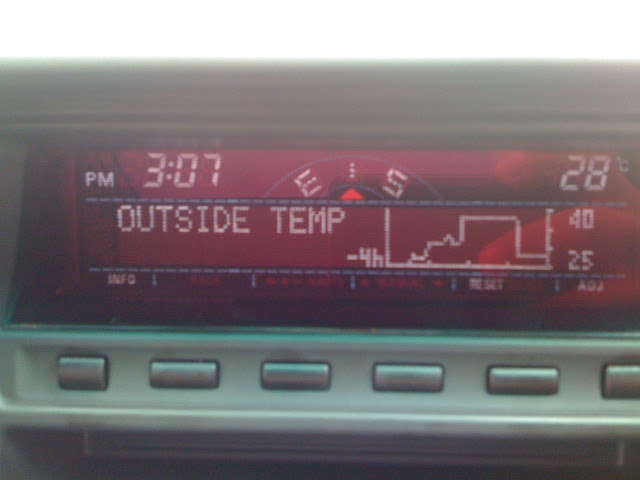 PM 3:07 E S 28°C
OUTSIDE TEMP
40
-4h 25
INFO RESET ADJ